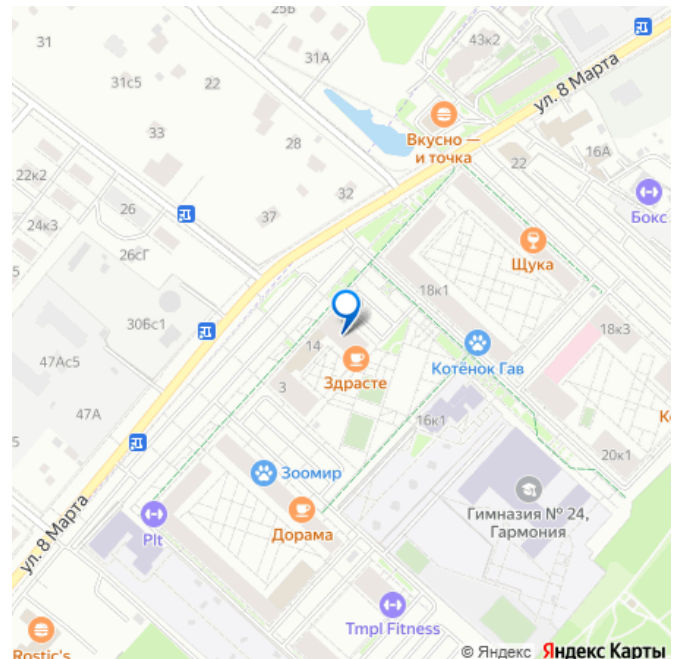 25В
31
31А
43к2
31с5
22
ул. 8 Марта
33
28
Вкусно —
и точка
16А
22
22к2
26
32
Бокс
24к3
37
26сГ
Щука
18к1
30Бс1
18к3
14
Котёнок Гав
47Ас5
Здрасте
3
16к1
47А
20к1
Зоомир
Гимназия № 24,
Гармония
ул. 8 Марта
Plt
Дорама
Tmpl Fitness
Rostic's
© Яндекс Яндекс Карты